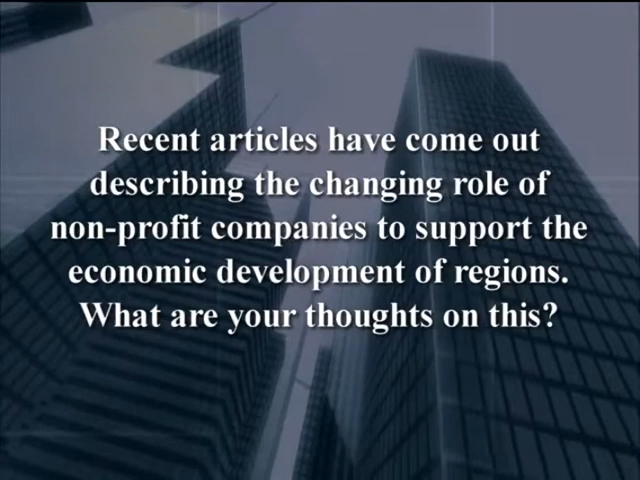 Recent articles have come out
describing the changing role of
non-profit companies to support the
economic development of regions.
What are your thoughts on this?